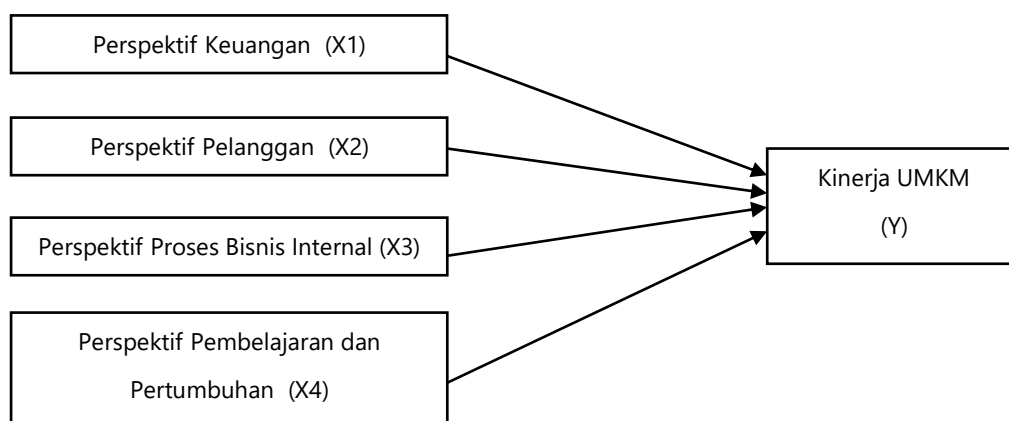 Perspektif Keuangan (X1)
Perspektif Pelanggan (X2)
Perspektif Proses Bisnis Internal (X3)
Perspektif Pembelajaran dan
Pertumbuhan (X4)
Kinerja UMKM
(Y)